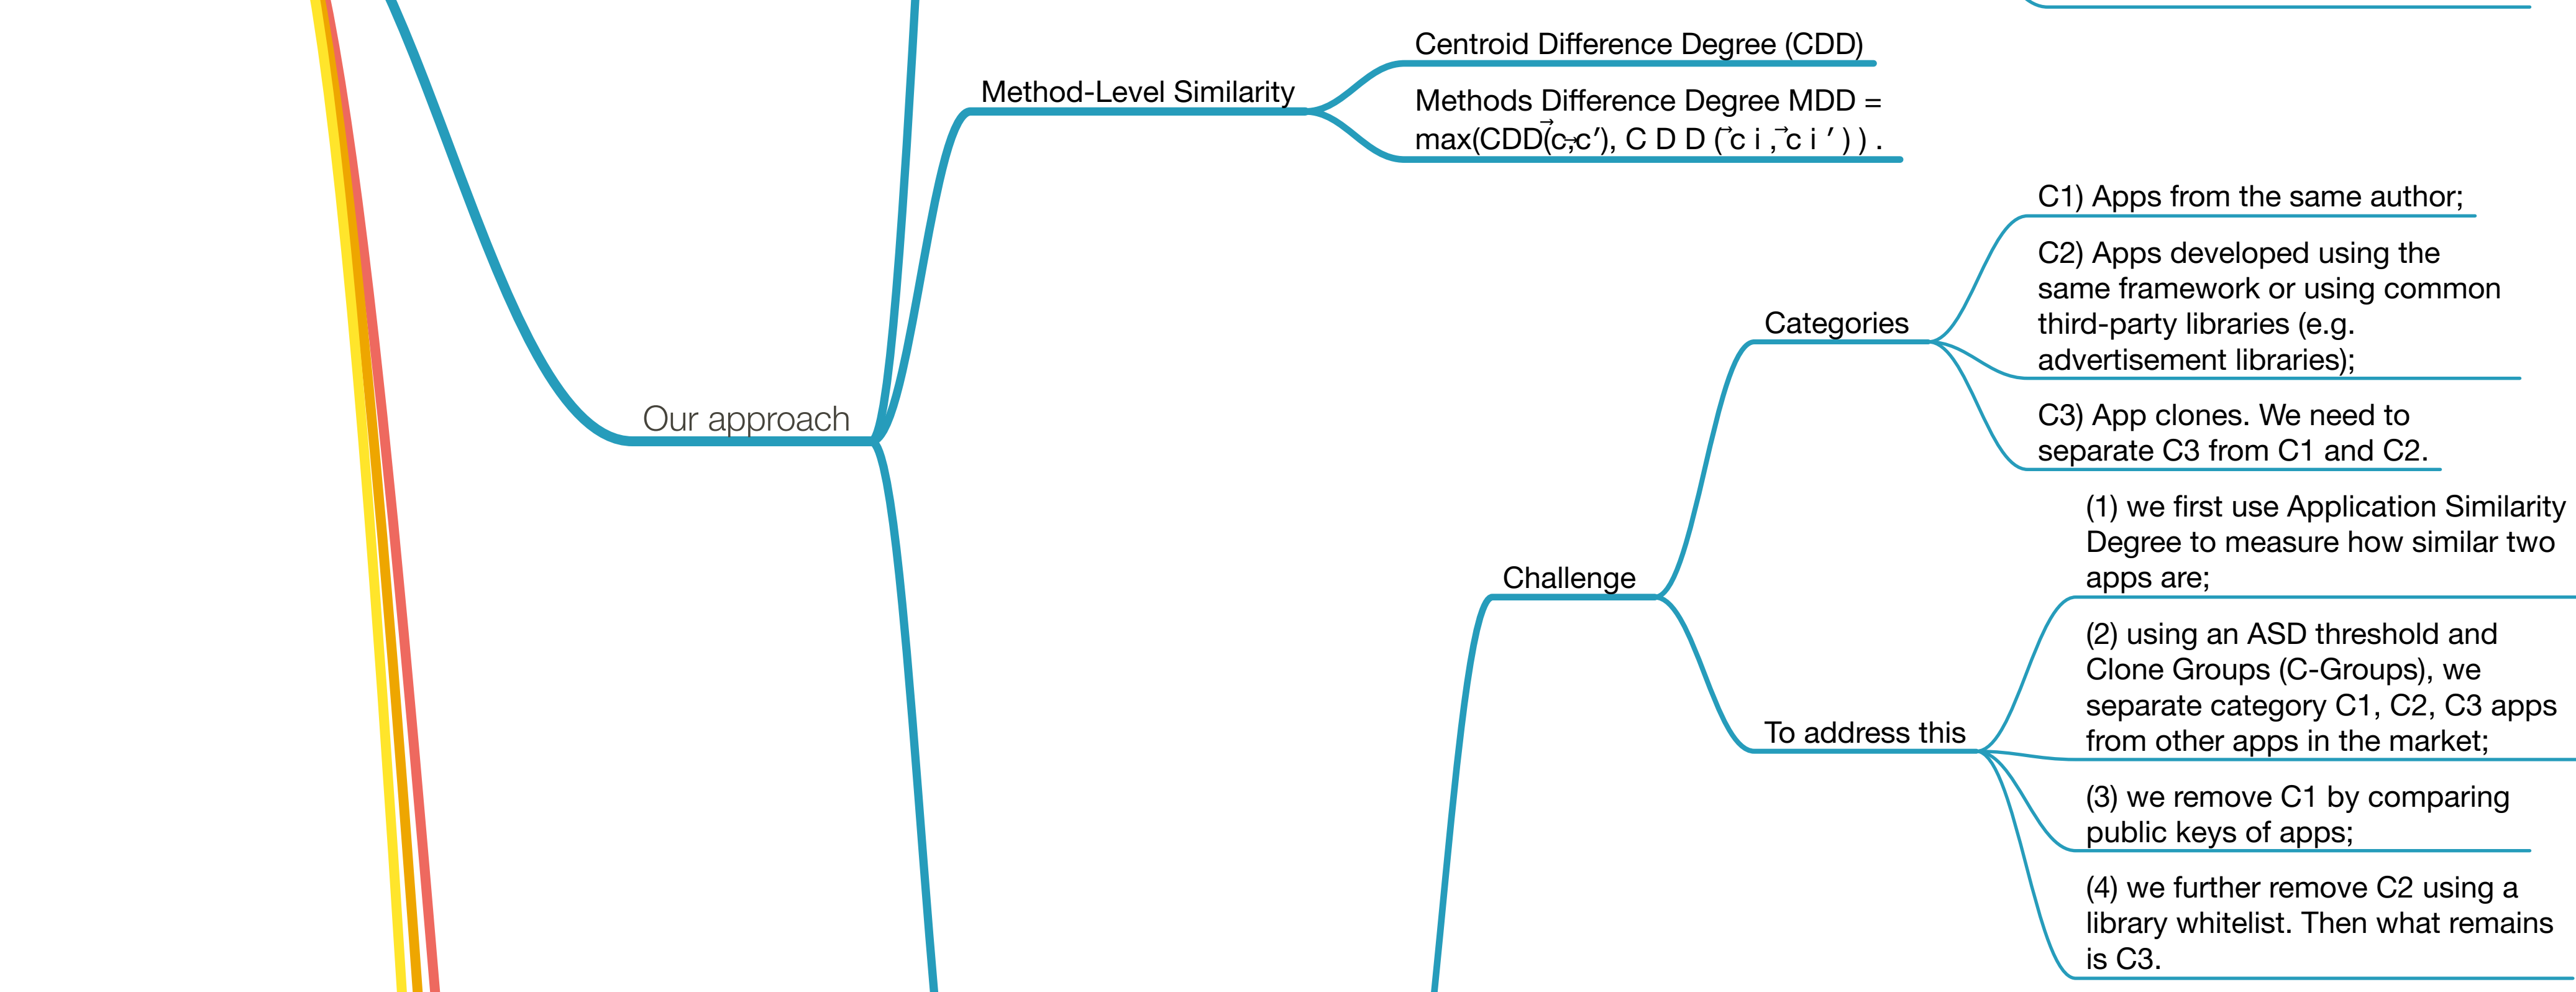 Centroid Difference Degree (CDD)
Method-Level Similarity
Methods Difference Degree MDD =
max(CDD(c⃗,c⃗′), C D D ( ⃗c i , ⃗c i ′ ) ) .
C1) Apps from the same author;
C2) Apps developed using the
same framework or using common
third-party libraries (e.g.
advertisement libraries);
Categories
C3) App clones. We need to
separate C3 from C1 and C2.
Our approach
(1) we first use Application Similarity
Degree to measure how similar two
apps are;
Challenge
(2) using an ASD threshold and
Clone Groups (C-Groups), we
separate category C1, C2, C3 apps
from other apps in the market;
To address this
(3) we remove C1 by comparing
public keys of apps;
(4) we further remove C2 using a
library whitelist. Then what remains
is C3.